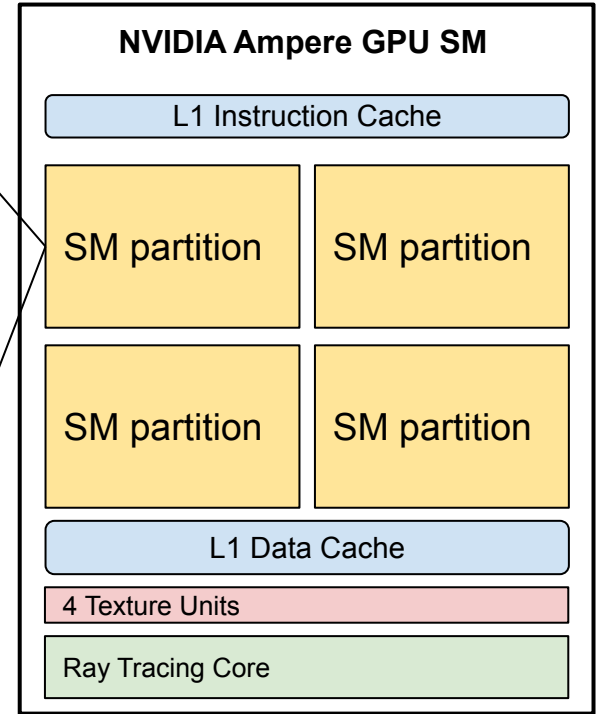 NVIDIA Ampere GPU SM
L1 Instruction Cache
SM partition
SM partition
SM partition
SM partition
L1 Data Cache
4 Texture Units
Ray Tracing Core